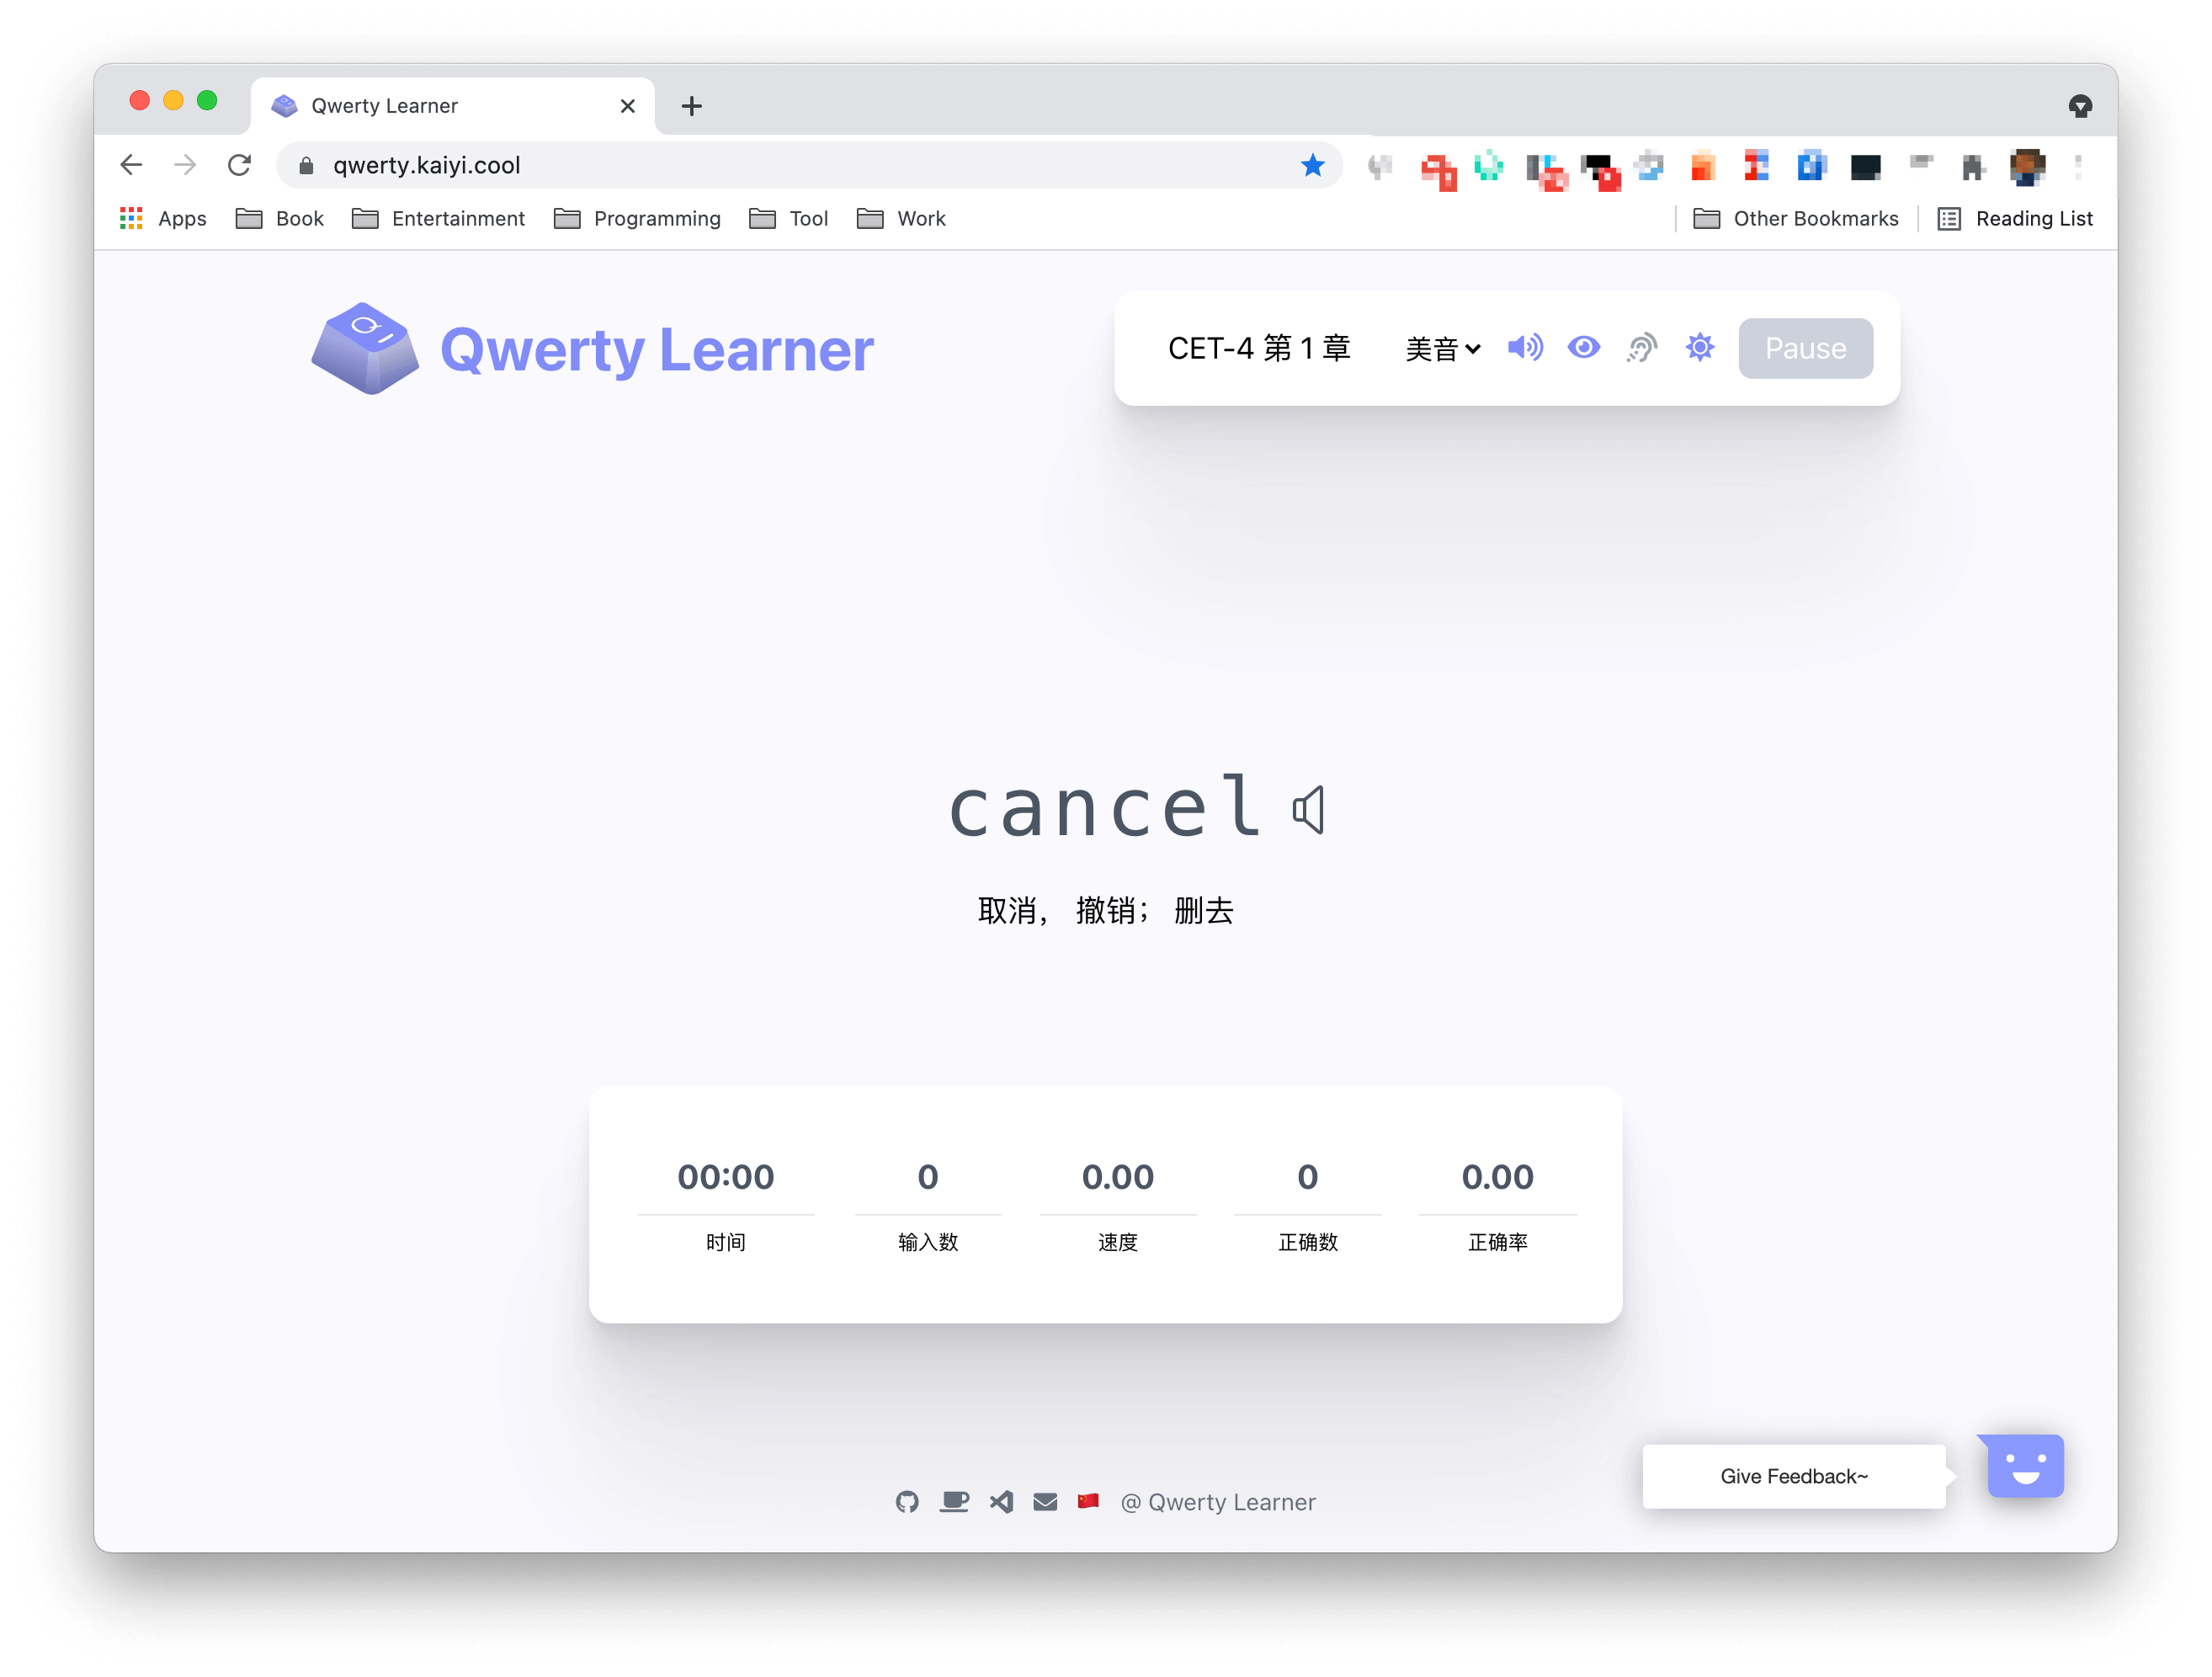 Qwerty Learner
qwerty.kaiyi.cool
Apps Book Entertainment Programming Tool Work Other Bookmarks Reading List
Qwerty Learner
CET-4 第 1 章 美音 Pause
cancel
取消， 撤销； 删去
00:00 0 0.00 0 0.00
时间 输入数 速度 正确数 正确率
Give Feedback~
@ Qwerty Learner